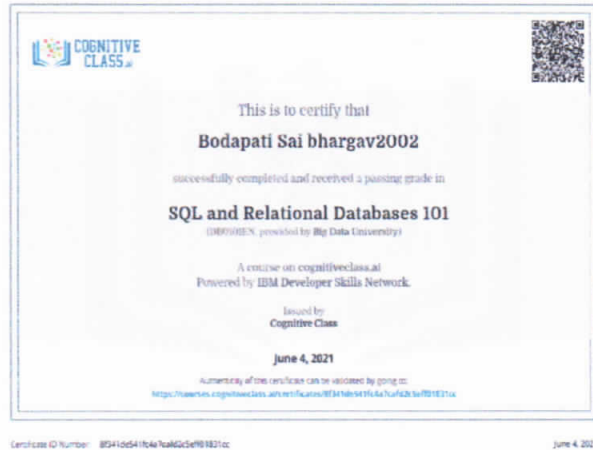 COGNITIVE
CLASS.ai
This is to certify that
Bodapati Sai bhargav2002
successfully completed and received a passing grade in
SQL and Relational Databases 101
provided by Big Data University)
A course on cognitiveclass.ai
Powered by IBM Developer Skills Network.
Issued by
Cognitive Class
June 4, 2021
Authenticity of this certificate can be validated by going to:
Certificate ID Number:
June 4, 202